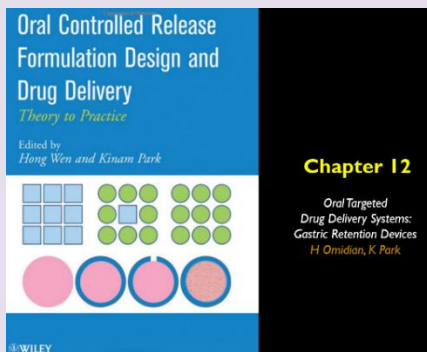 Oral Controlled Release
Formulation Design and
Drug Delivery
Theory to Practice
Edited by
Hong Wen and Kinam Park
WILEY
Chapter 12
Oral Targeted
Drug Delivery Systems:
Gastric Retention Devices
H Omidian, K Park